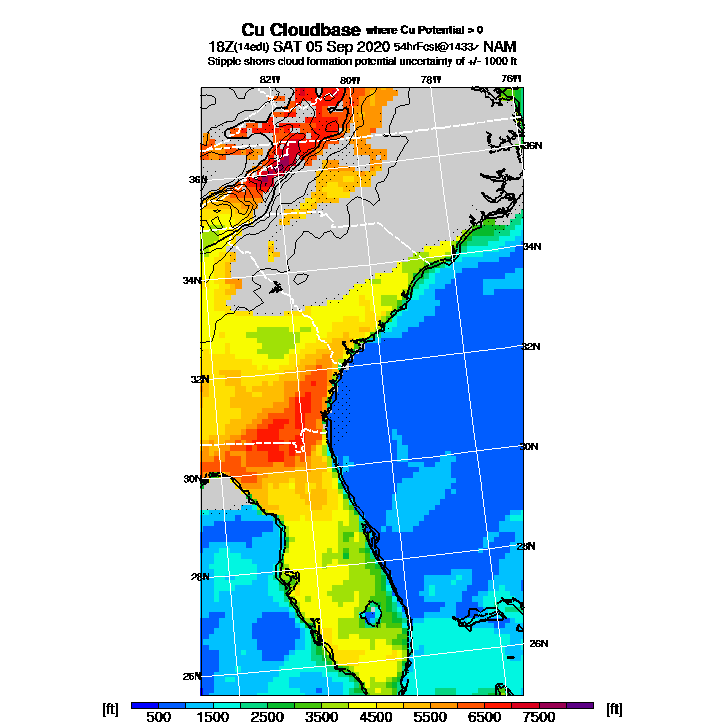 Cu Cloudbase where Cu Potential > 0
18Z(14edt) SAT 05 Sep 2020 54hrFcst@1433z NAM
Stipple shows cloud formation potential uncertainty of +/- 1000 ft
82W 80W 78W 76W
36N
36N
34N
34N
32N
32N
30N
30N
28N
28N
26N
26N
[ft] 500 1500 2500 3500 4500 5500 6500 7500 [ft]